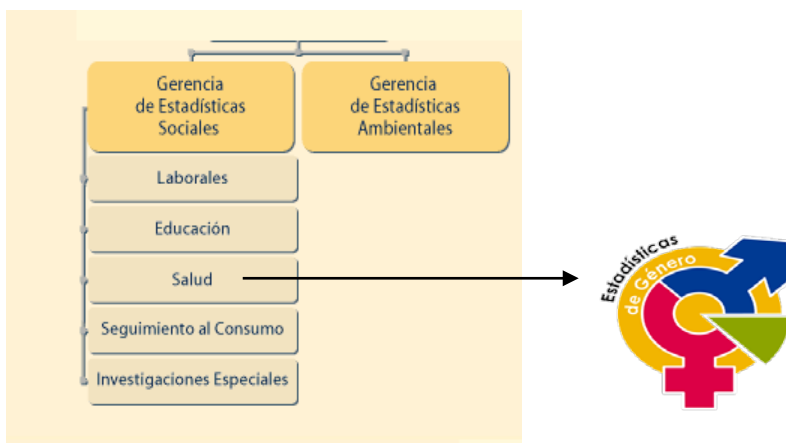 Gerencia
de Estadísticas
Sociales
Gerencia
de Estadísticas
Ambientales
Laborales
Educación
Salud
Seguimiento al Consumo
Investigaciones Especiales
Estadísticas
de Género